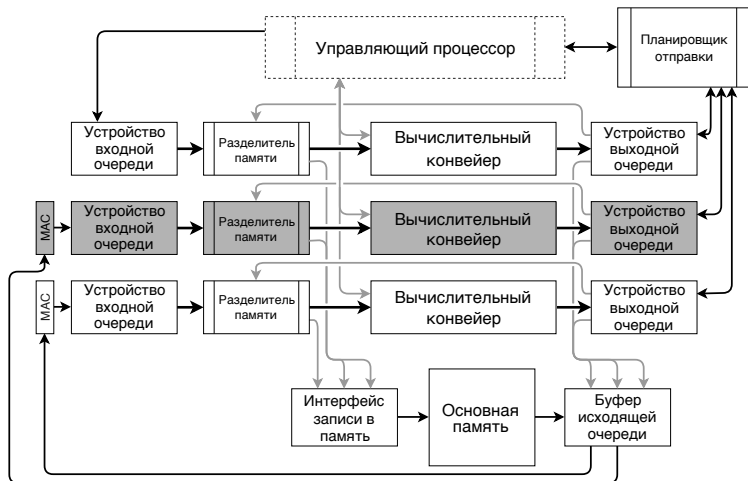 Управляющий процессор
Планировщик
отправки
Устройство
входной
очереди
Разделитель
памяти
Вычислительный
конвейер
Устройство
выходной
очереди
MAC
Устройство
входной
очереди
Разделитель
памяти
Вычислительный
конвейер
Устройство
выходной
очереди
MAC
Устройство
входной
очереди
Разделитель
памяти
Вычислительный
конвейер
Устройство
выходной
очереди
Интерфейс
записи в
память
Основная
память
Буфер
исходящей
очереди